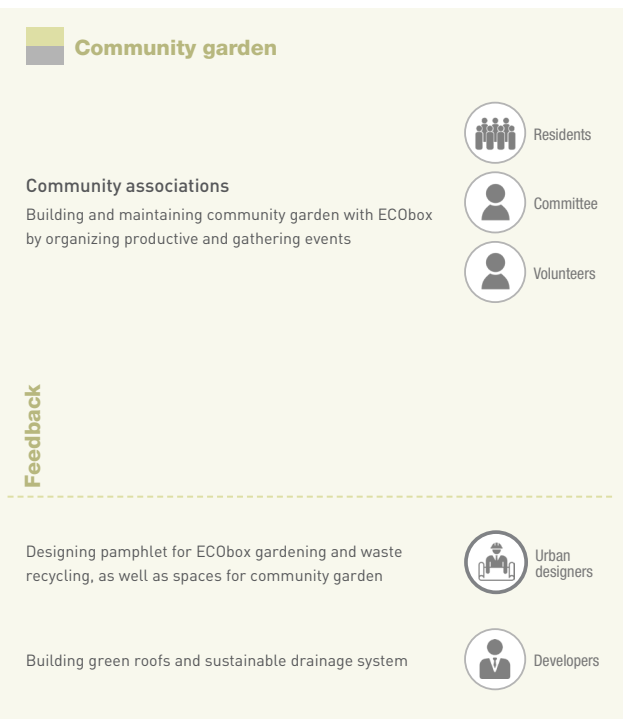 Community garden
Residents
Community associations
Building and maintaining community garden with ECObox
by organizing productive and gathering events
Committee
Volunteers
Feedback
Designing pamphlet for ECObox gardening and waste
recycling, as well as spaces for community garden
Urban
designers
Building green roofs and sustainable drainage system
Developers